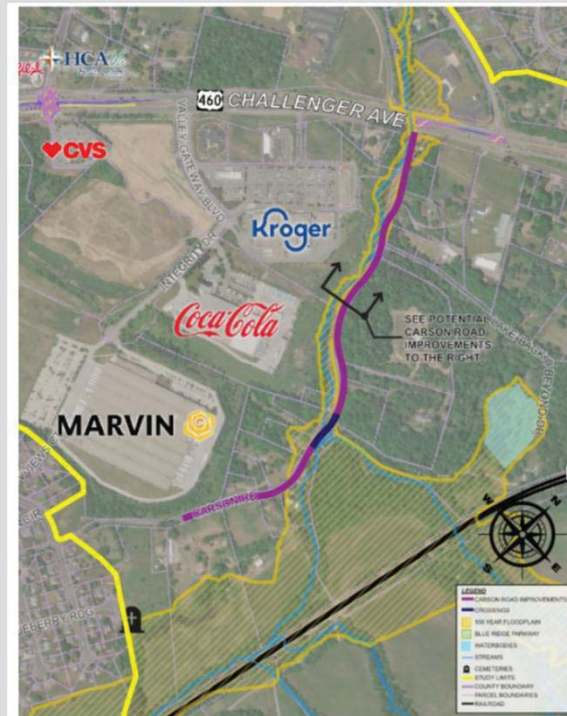 HCA
460 CHALLENGER AVE
CVS
VALLEY GATEWAY BLVD
Kroger
INTEGRITY DR
Coca-Cola
SEE POTENTIAL
CARSON ROAD
IMPROVEMENTS
TO THE RIGHT
MARVIN
CARSON RD
CIR
W
N
S
E
LEGEND
CARSON ROAD IMPROVEMENTS
CROSSINGS
100 YEAR FLOODPLAIN
BLUE RIDGE PARKWAY
WATERBODIES
STREAMS
CEMETERIES
STUDY LIMITS
COUNTY BOUNDARY
PARCEL BOUNDARIES
RAILROAD